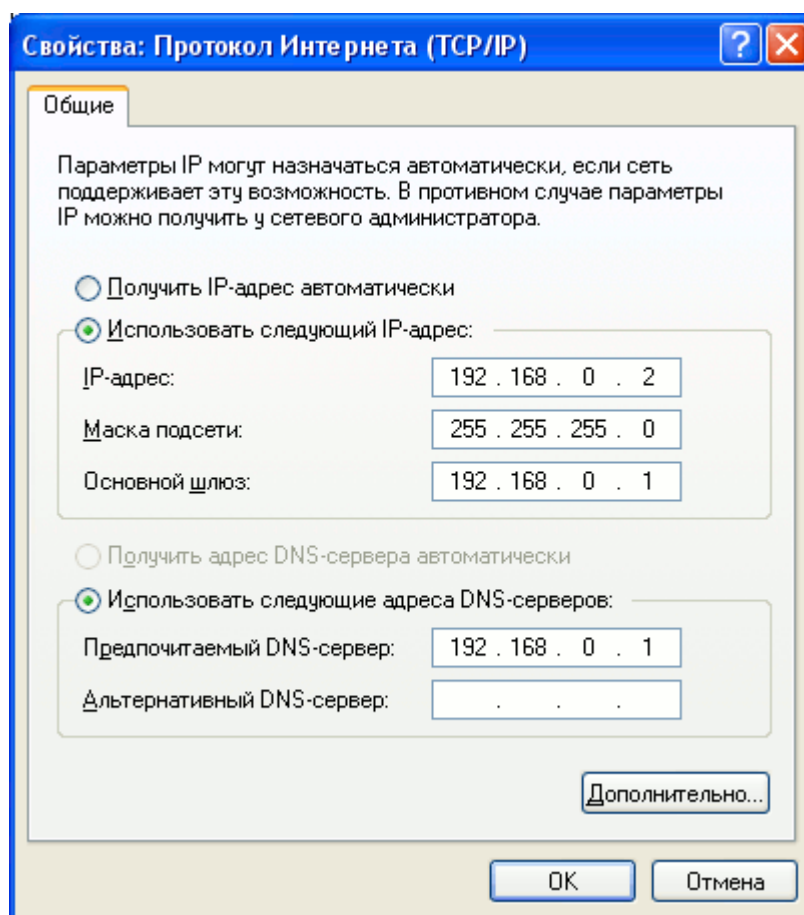 Свойства: Протокол Интернета (TCP/IP)
Общие
Параметры IP могут назначаться автоматически, если сеть
поддерживает эту возможность. В противном случае параметры
IP можно получить у сетевого администратора.
Получить IP-адрес автоматически
Использовать следующий IP-адрес:
IP-адрес: 192 . 168 . 0 . 2
Маска подсети: 255 . 255 . 255 . 0
Основной шлюз: 192 . 168 . 0 . 1
Получить адрес DNS-сервера автоматически
Использовать следующие адреса DNS-серверов:
Предпочитаемый DNS-сервер: 192 . 168 . 0 . 1
Альтернативный DNS-сервер: . . .
Дополнительно...
OK Отмена